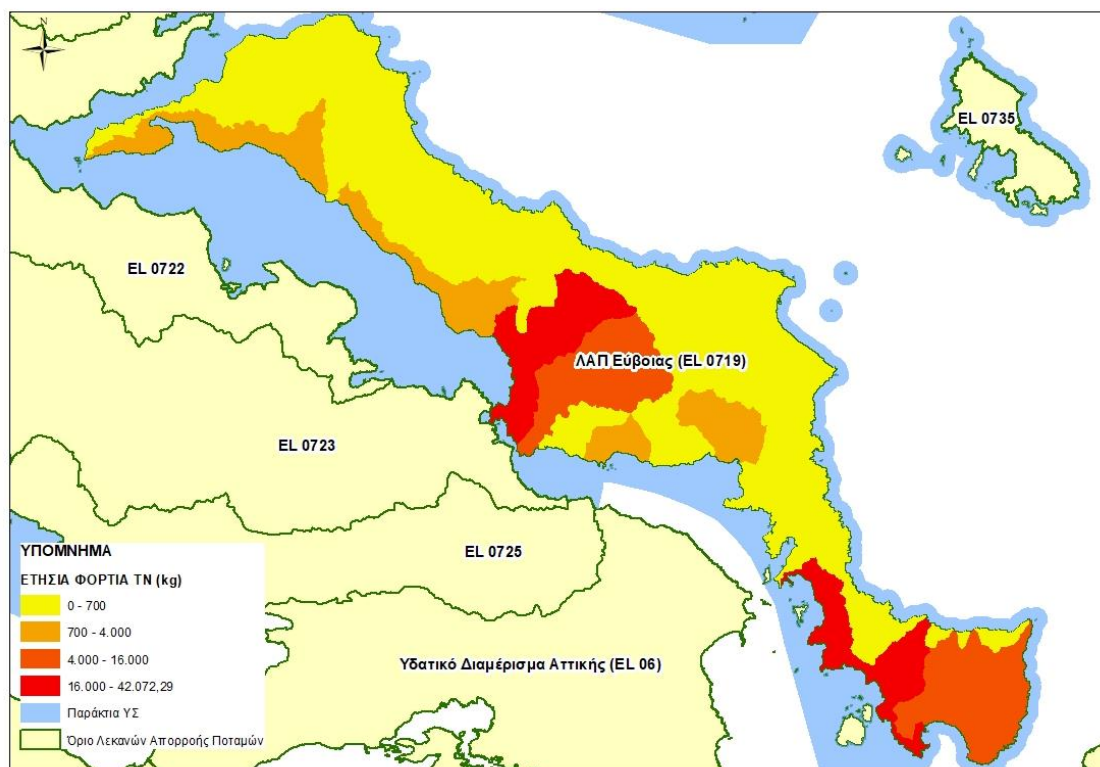 N
EL 0735
EL 0722
ΛΑΠ Εύβοιας (EL 0719)
EL 0723
EL 0725
Υδατικό Διαμέρισμα Αττικής (EL 06)
ΥΠΟΜΝΗΜΑ
ΕΤΗΣΙΑ ΦΟΡΤΙΑ ΤΝ (kg)
0 - 700
700 - 4.000
4.000 - 16.000
16.000 - 42.072,29
Παράκτια ΥΣ
Όριο Λεκανών Απορροής Ποταμών